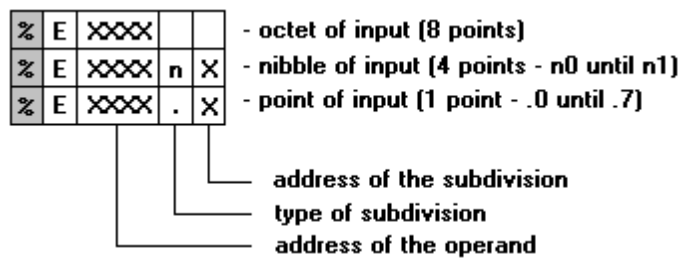 % E XXXX - octet of input (8 points)
% E XXXX n X - nibble of input (4 points - n0 until n1)
% E XXXX . X - point of input (1 point - .0 until .7)
address of the subdivision
type of subdivision
address of the operand